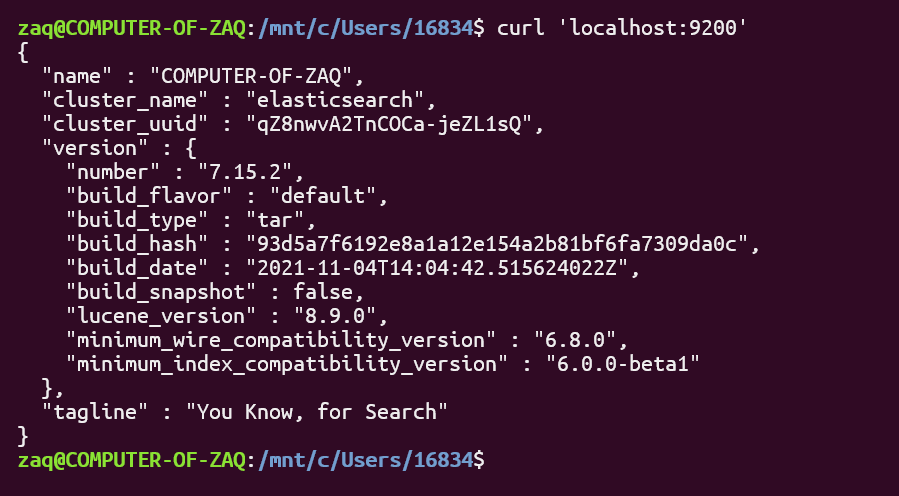 zaq@COMPUTER-OF-ZAQ:/mnt/c/Users/16834$ curl 'localhost:9200'
{
  "name" : "COMPUTER-OF-ZAQ",
  "cluster_name" : "elasticsearch",
  "cluster_uuid" : "qZ8nwvA2TnCOCa-jeZL1sQ",
  "version" : {
    "number" : "7.15.2",
    "build_flavor" : "default",
    "build_type" : "tar",
    "build_hash" : "93d5a7f6192e8a1a12e154a2b81bf6fa7309da0c",
    "build_date" : "2021-11-04T14:04:42.515624022Z",
    "build_snapshot" : false,
    "lucene_version" : "8.9.0",
    "minimum_wire_compatibility_version" : "6.8.0",
    "minimum_index_compatibility_version" : "6.0.0-beta1"
  },
  "tagline" : "You Know, for Search"
}
zaq@COMPUTER-OF-ZAQ:/mnt/c/Users/16834$